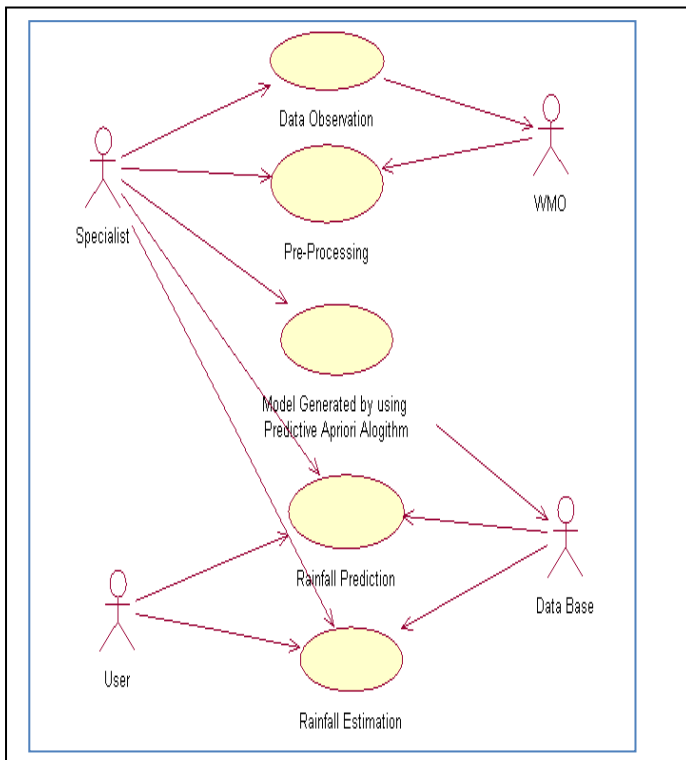 Data Observation
WMO
Specialist
Pre-Processing
Model Generated by using
Predictive Apriori Alogithm
Rainfall Prediction
Data Base
User
Rainfall Estimation